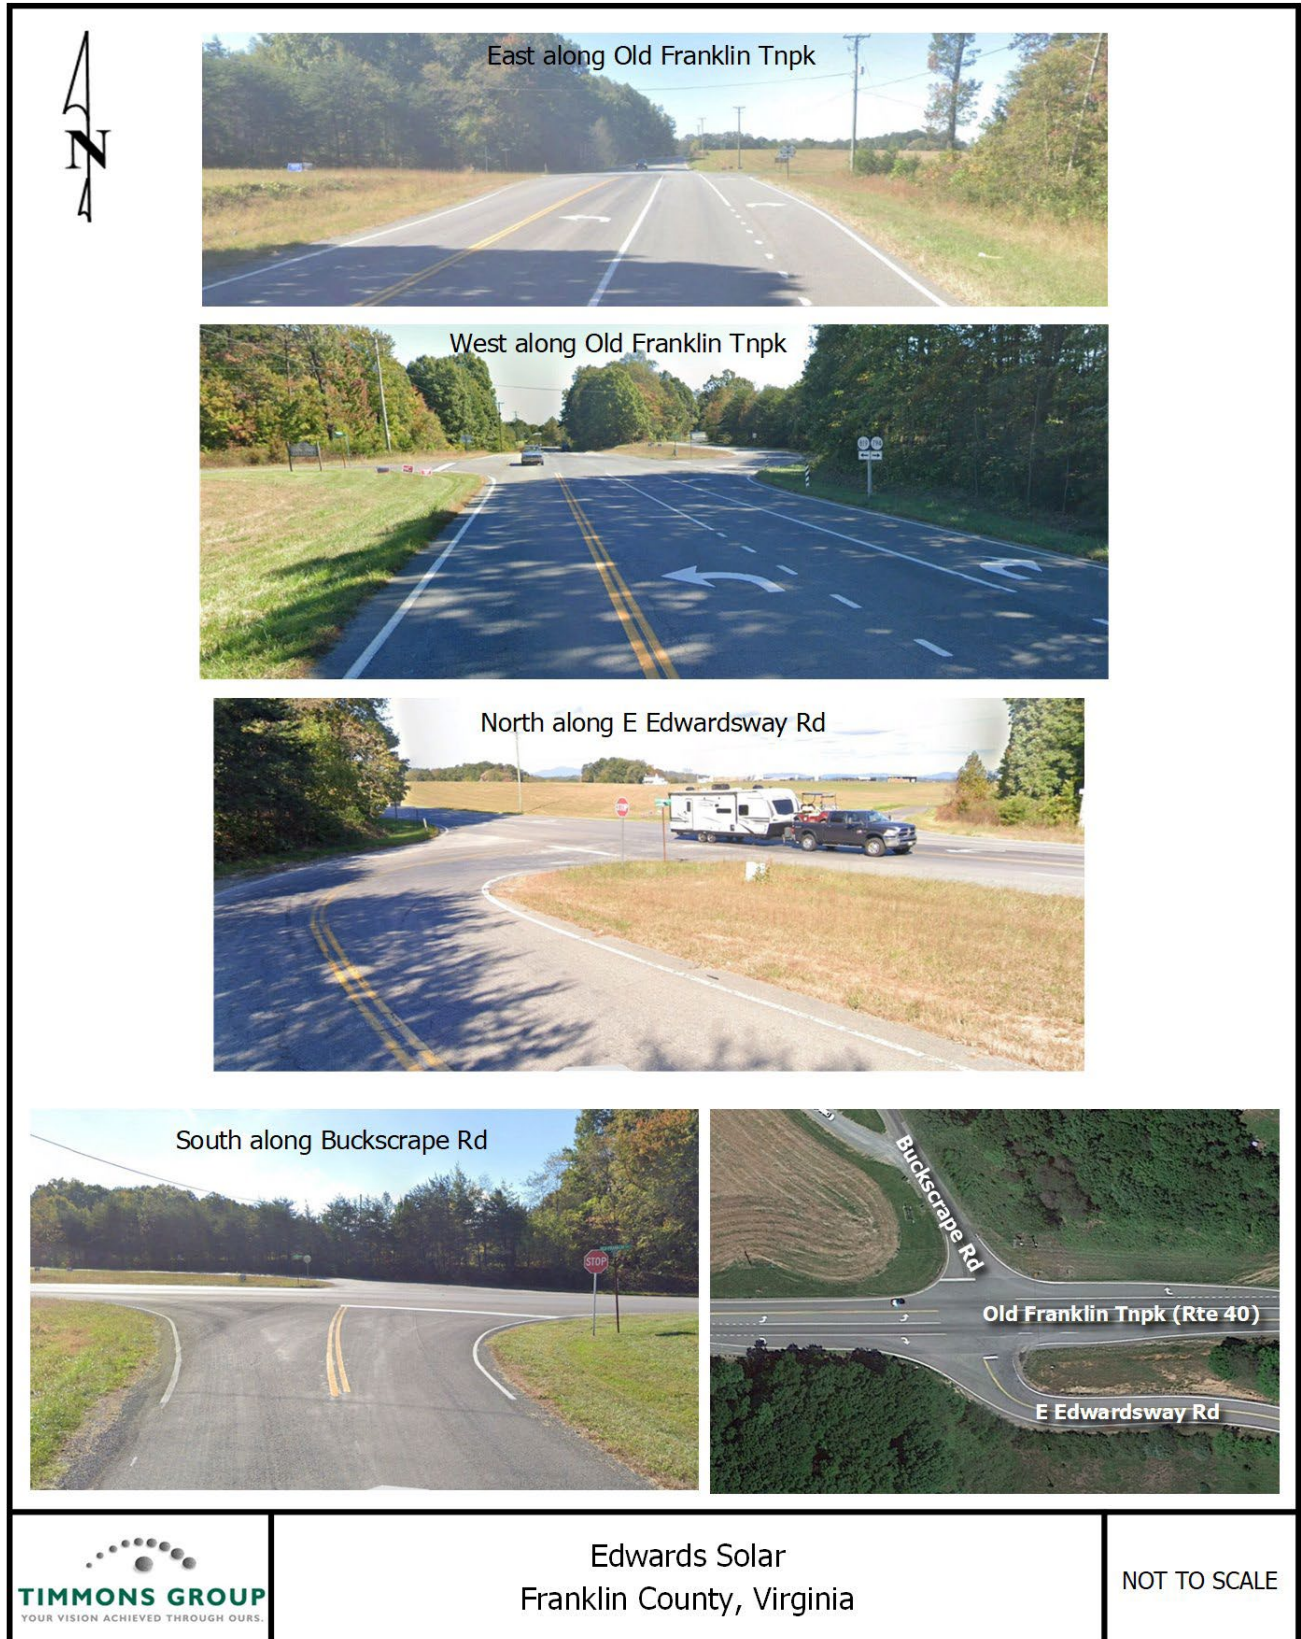 N
East along Old Franklin Tnpk
West along Old Franklin Tnpk
North along E Edwardsway Rd
STOP
South along Buckscrape Rd
STOP
Buckscrape Rd
Old Franklin Tnpk (Rte 40)
E Edwardsway Rd
TIMMONS GROUP
YOUR VISION ACHIEVED THROUGH OURS.
Edwards Solar
Franklin County, Virginia
NOT TO SCALE